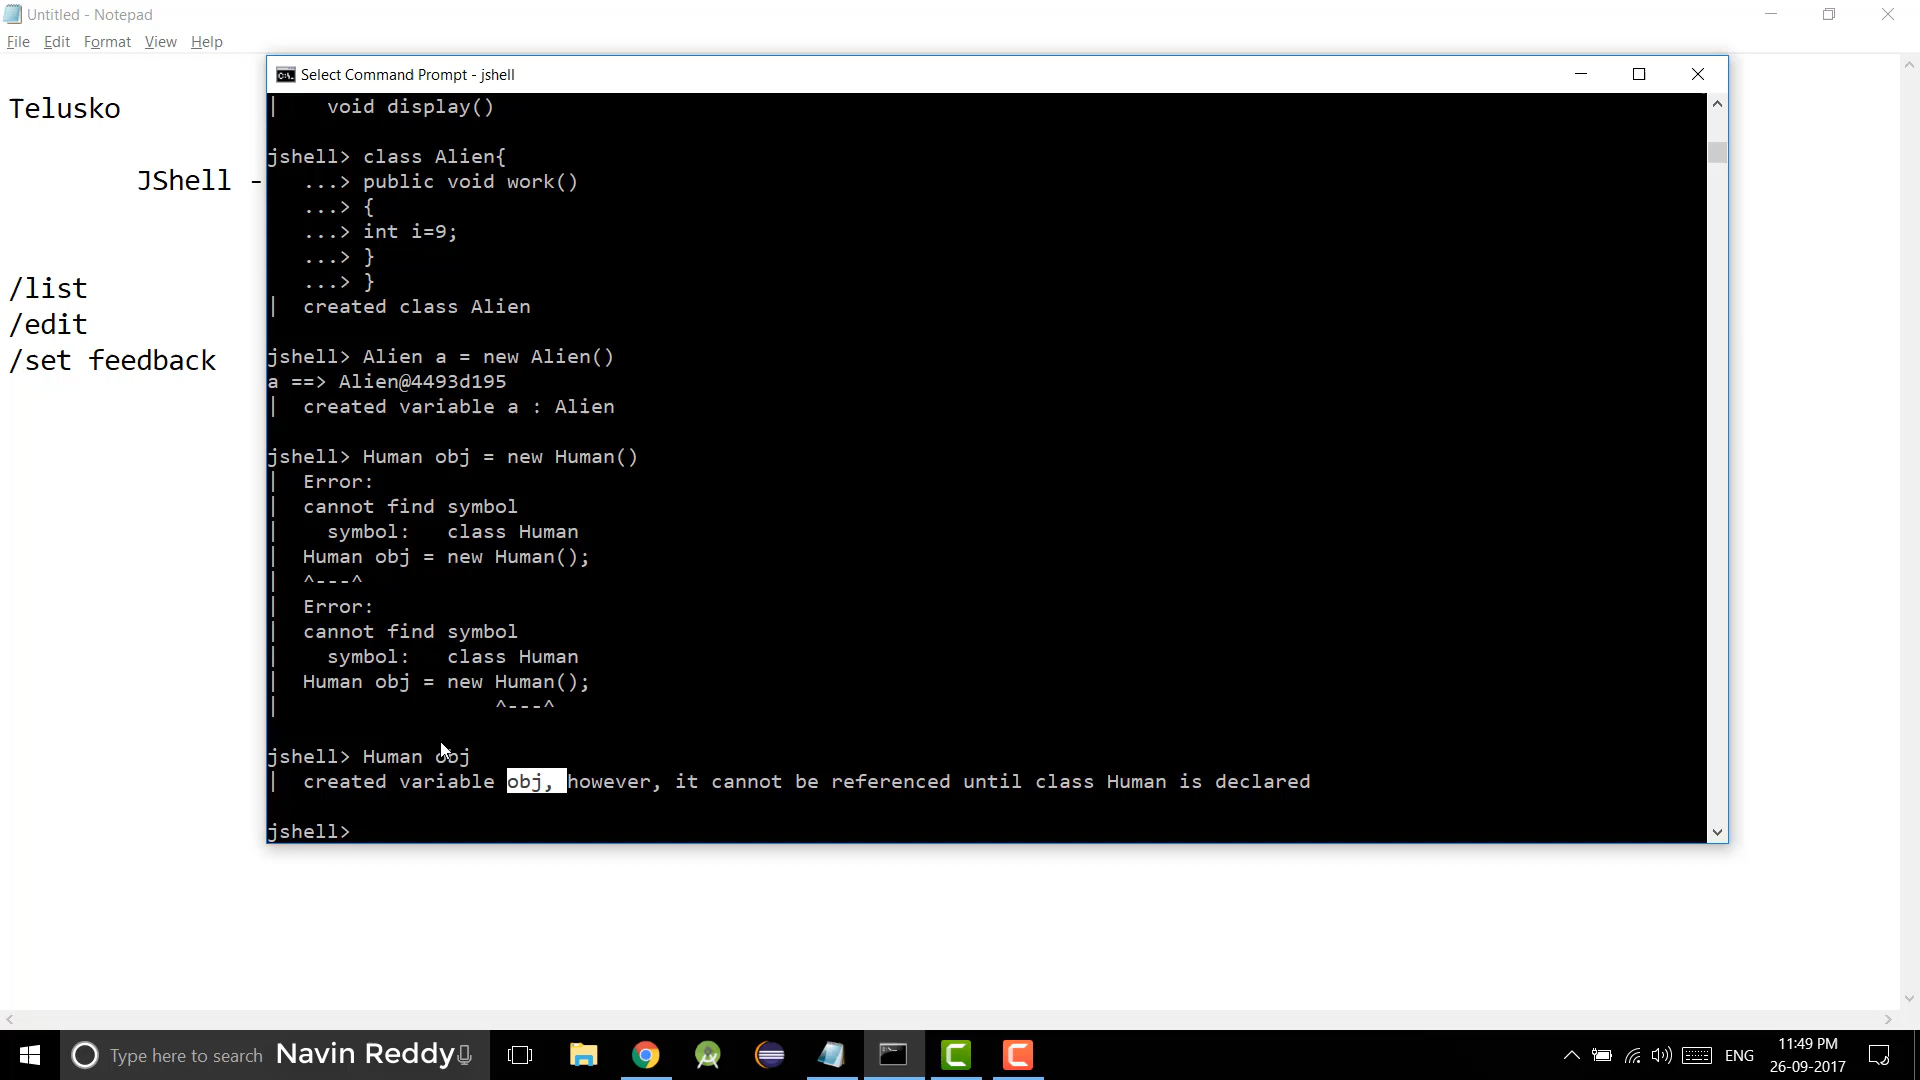 Untitled - Notepad
File Edit Format View Help
Telusko
JShell -
/list
/edit
/set feedback
Select Command Prompt - jshell
|    void display()
jshell> class Alien{
   ...> public void work()
   ...> {
   ...> int i=9;
   ...> }
   ...> }
|  created class Alien
jshell> Alien a = new Alien()
a ==> Alien@4493d195
|  created variable a : Alien
jshell> Human obj = new Human()
|  Error:
|  cannot find symbol
|    symbol:   class Human
|  Human obj = new Human();
|  ^---^
|  Error:
|  cannot find symbol
|    symbol:   class Human
|  Human obj = new Human();
|                  ^---^
jshell> Human obj
|  created variable obj, however, it cannot be referenced until class Human is declared
jshell>
Type here to search
Navin Reddy
ENG
11:49 PM
26-09-2017